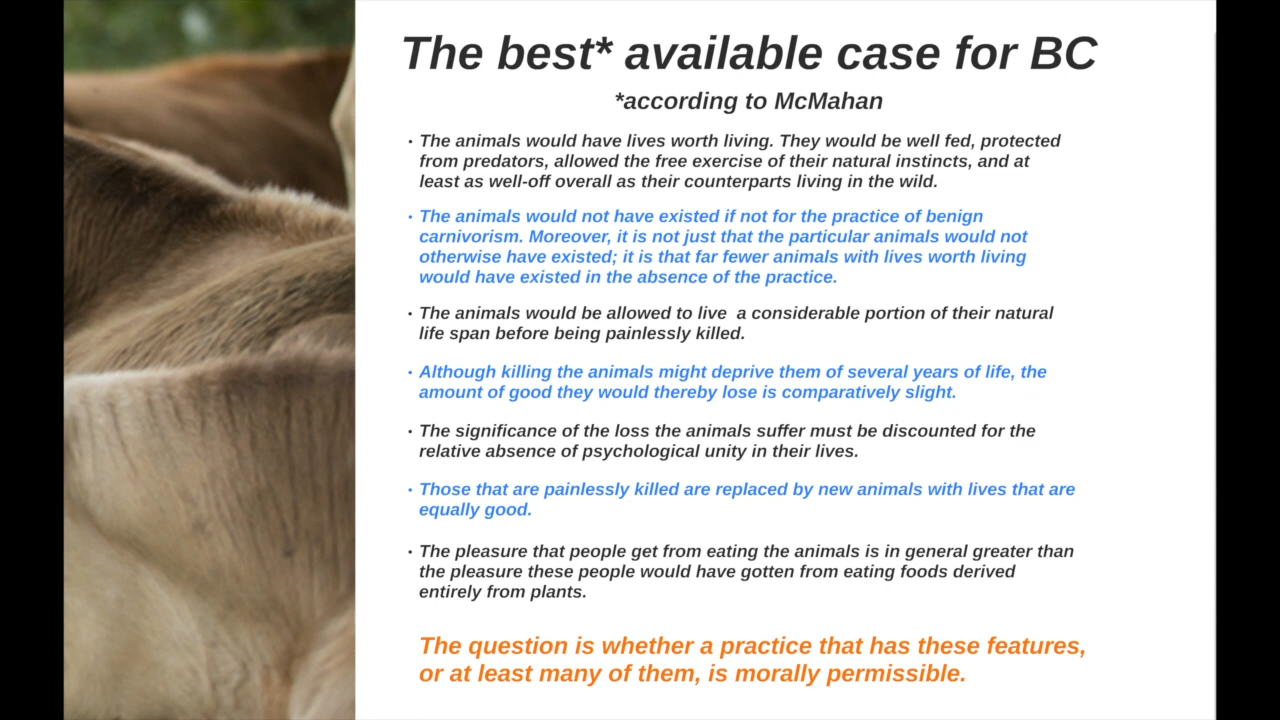 The best* available case for BC
*according to McMahan
• The animals would have lives worth living. They would be well fed, protected
from predators, allowed the free exercise of their natural instincts, and at
least as well-off overall as their counterparts living in the wild.
• The animals would not have existed if not for the practice of benign
carnivorism. Moreover, it is not just that the particular animals would not
otherwise have existed; it is that far fewer animals with lives worth living
would have existed in the absence of the practice.
• The animals would be allowed to live  a considerable portion of their natural
life span before being painlessly killed.
• Although killing the animals might deprive them of several years of life, the
amount of good they would thereby lose is comparatively slight.
• The significance of the loss the animals suffer must be discounted for the
relative absence of psychological unity in their lives.
• Those that are painlessly killed are replaced by new animals with lives that are
equally good.
• The pleasure that people get from eating the animals is in general greater than
the pleasure these people would have gotten from eating foods derived
entirely from plants.
The question is whether a practice that has these features,
or at least many of them, is morally permissible.